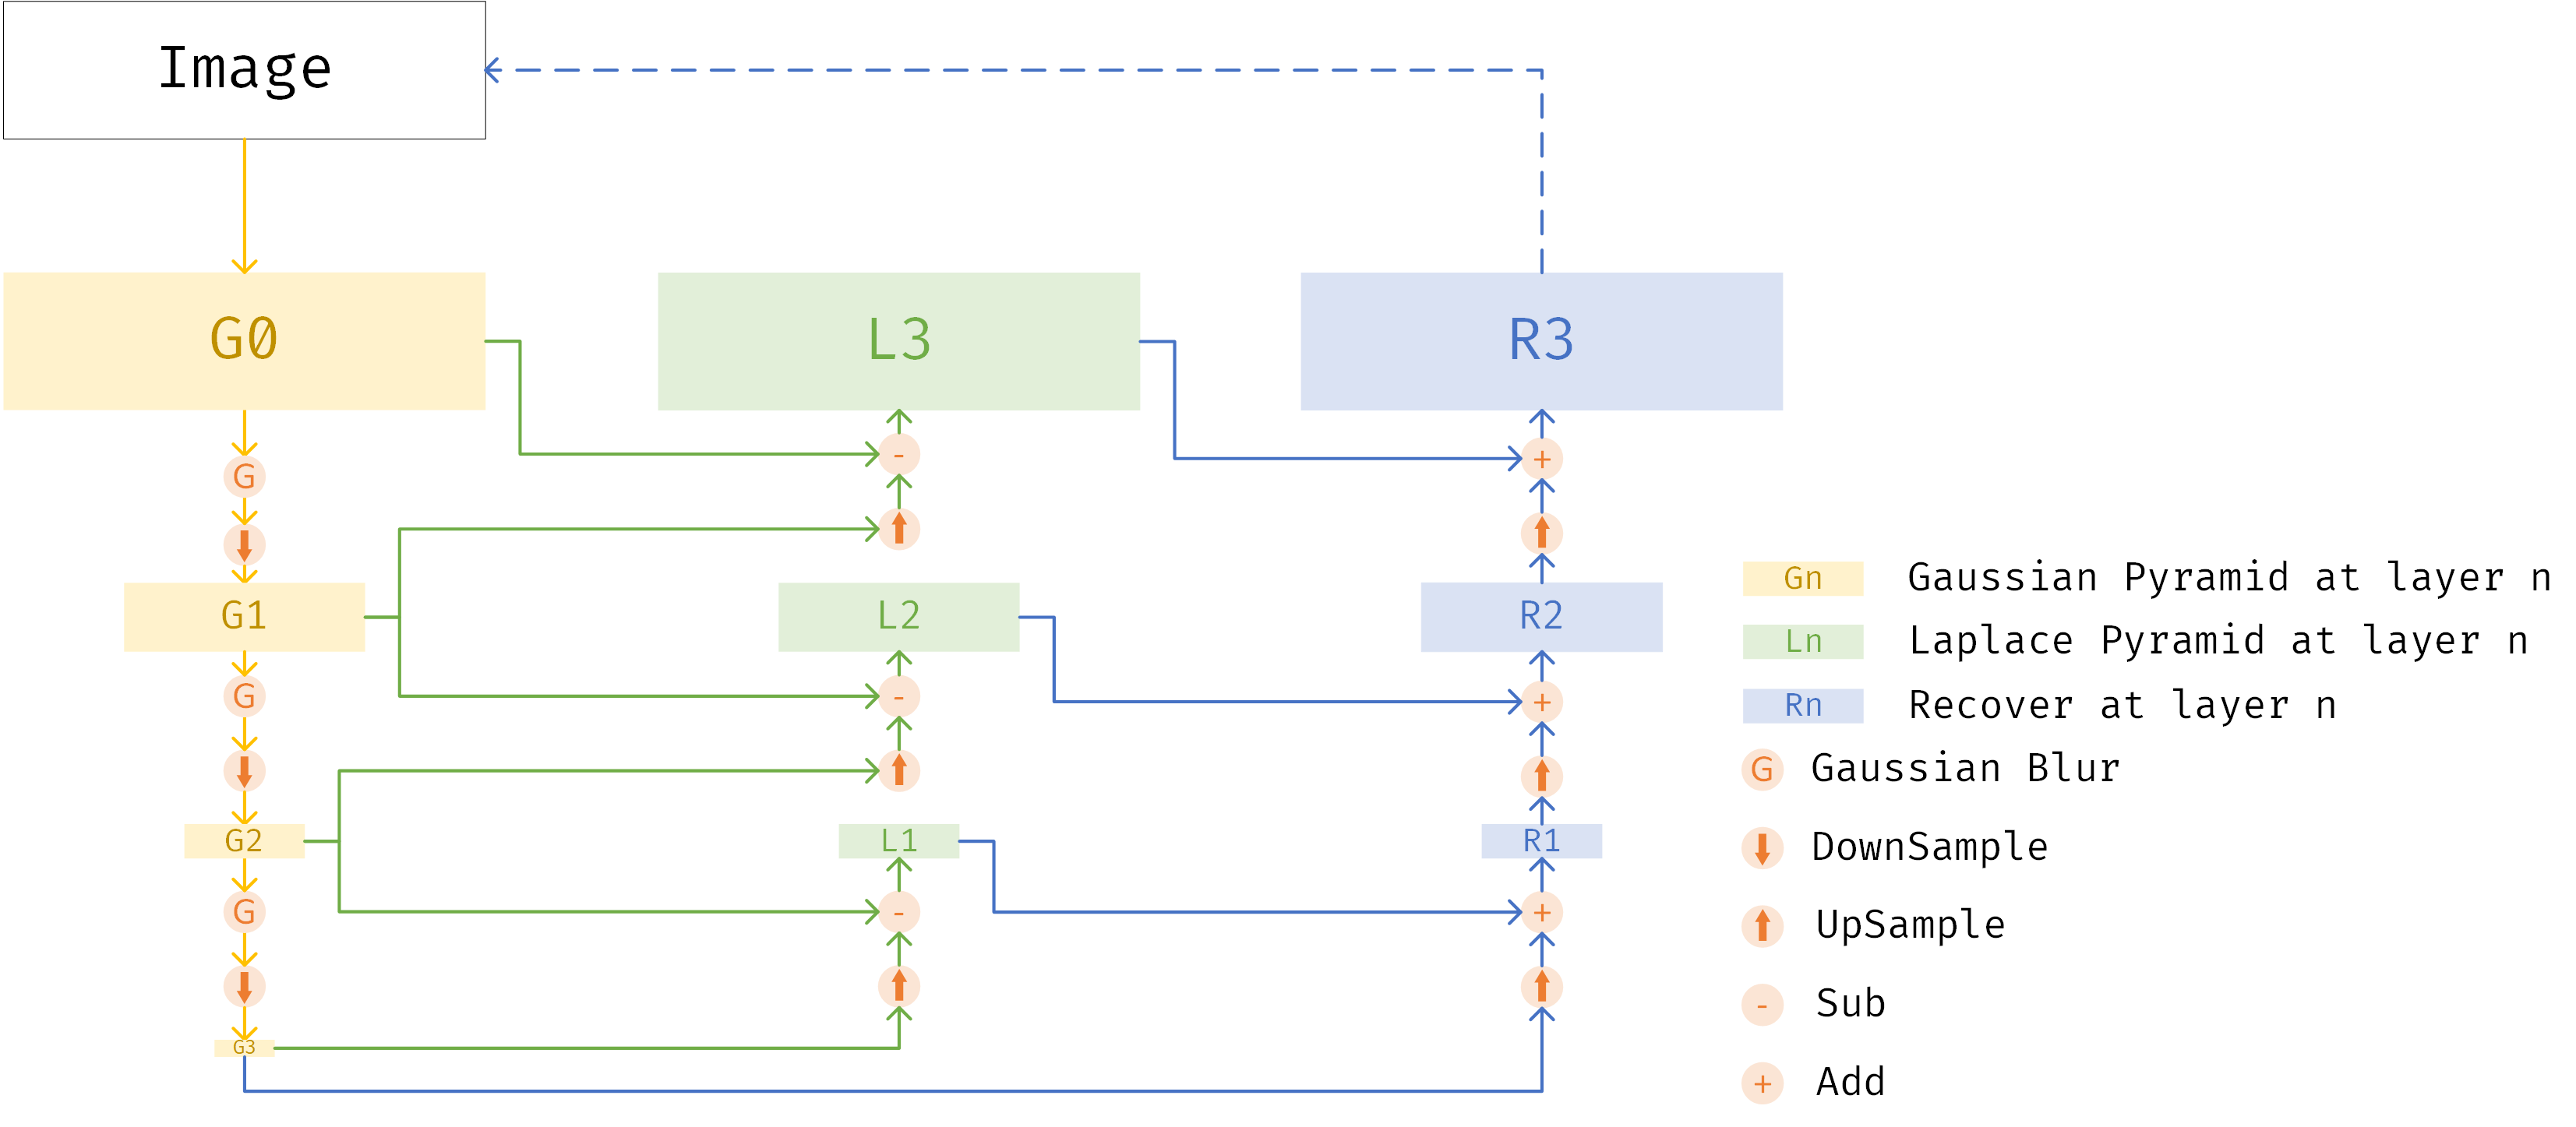 Image
G0
L3
R3
-
+
G
G1
L2
R2
G
-
+
G2
L1
R1
G
-
+
G3
Gn Gaussian Pyramid at layer n
Ln Laplace Pyramid at layer n
Rn Recover at layer n
G Gaussian Blur
DownSample
UpSample
- Sub
+ Add